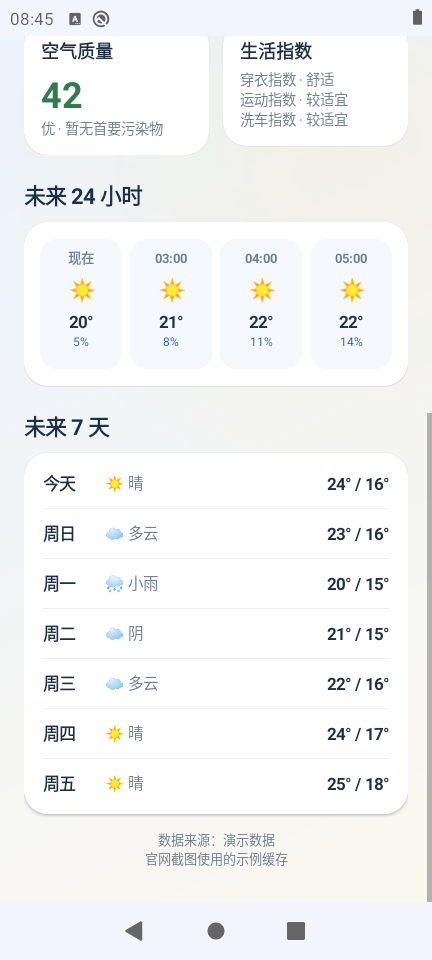 08:45
空气质量
42
优 · 暂无首要污染物
生活指数
穿衣指数 · 舒适
运动指数 · 较适宜
洗车指数 · 较适宜
未来 24 小时
现在 03:00 04:00 05:00
20° 21° 22° 22°
5% 8% 11% 14%
未来 7 天
今天 晴 24° / 16°
周日 多云 23° / 16°
周一 小雨 20° / 15°
周二 阴 21° / 15°
周三 多云 22° / 16°
周四 晴 24° / 17°
周五 晴 25° / 18°
数据来源：演示数据
官网截图使用的示例缓存